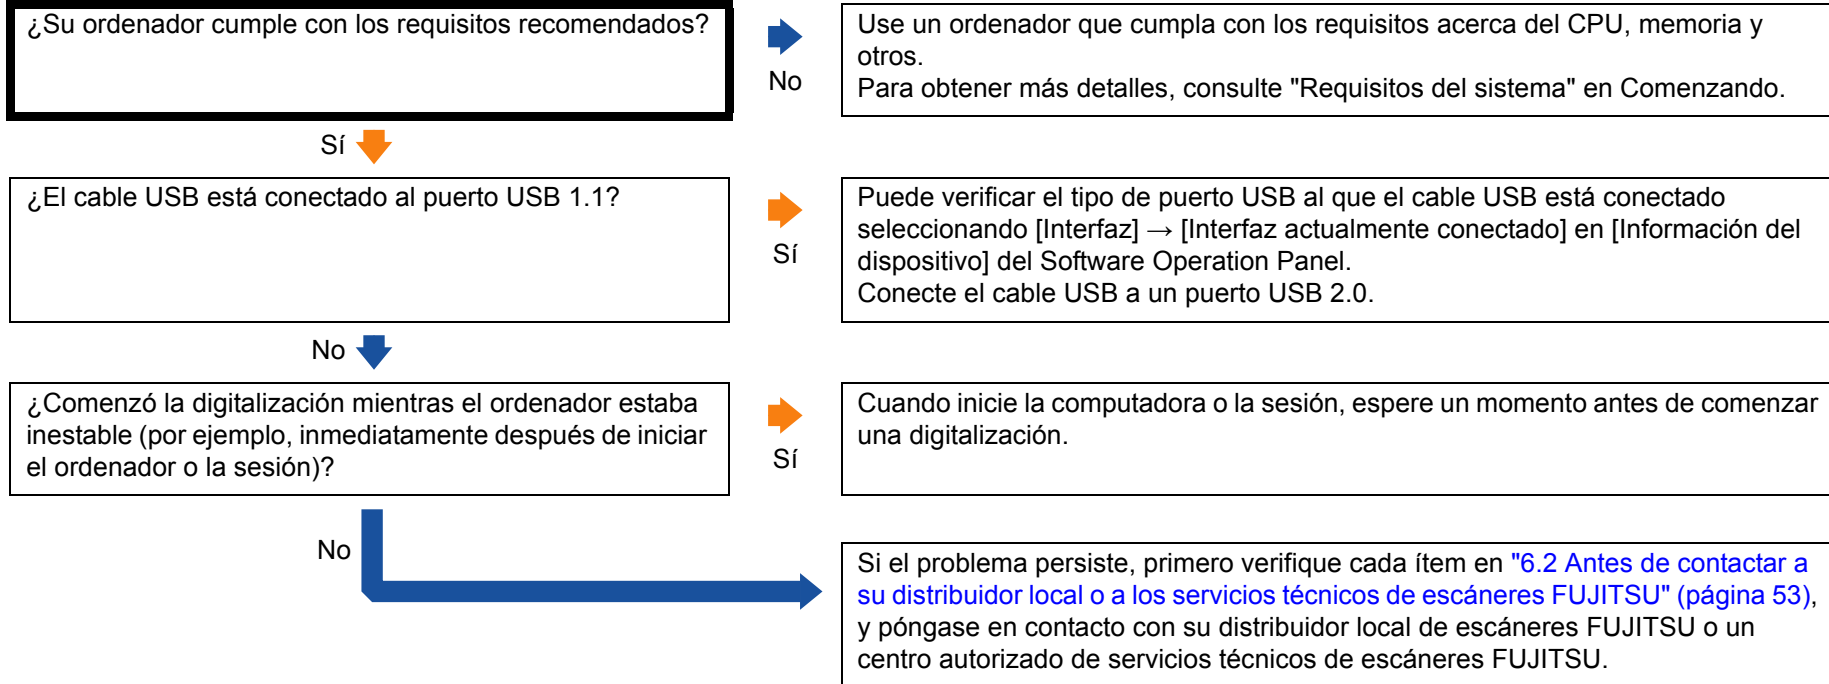 ¿Su ordenador cumple con los requisitos recomendados?
No
Use un ordenador que cumpla con los requisitos acerca del CPU, memoria y
otros.
Para obtener más detalles, consulte "Requisitos del sistema" en Comenzando.
Sí
¿El cable USB está conectado al puerto USB 1.1?
Sí
Puede verificar el tipo de puerto USB al que el cable USB está conectado
seleccionando [Interfaz] → [Interfaz actualmente conectado] en [Información del
dispositivo] del Software Operation Panel.
Conecte el cable USB a un puerto USB 2.0.
No
¿Comenzó la digitalización mientras el ordenador estaba
inestable (por ejemplo, inmediatamente después de iniciar
el ordenador o la sesión)?
Sí
Cuando inicie la computadora o la sesión, espere un momento antes de comenzar
una digitalización.
No
Si el problema persiste, primero verifique cada ítem en "6.2 Antes de contactar a
su distribuidor local o a los servicios técnicos de escáneres FUJITSU" (página 53),
y póngase en contacto con su distribuidor local de escáneres FUJITSU o un
centro autorizado de servicios técnicos de escáneres FUJITSU.